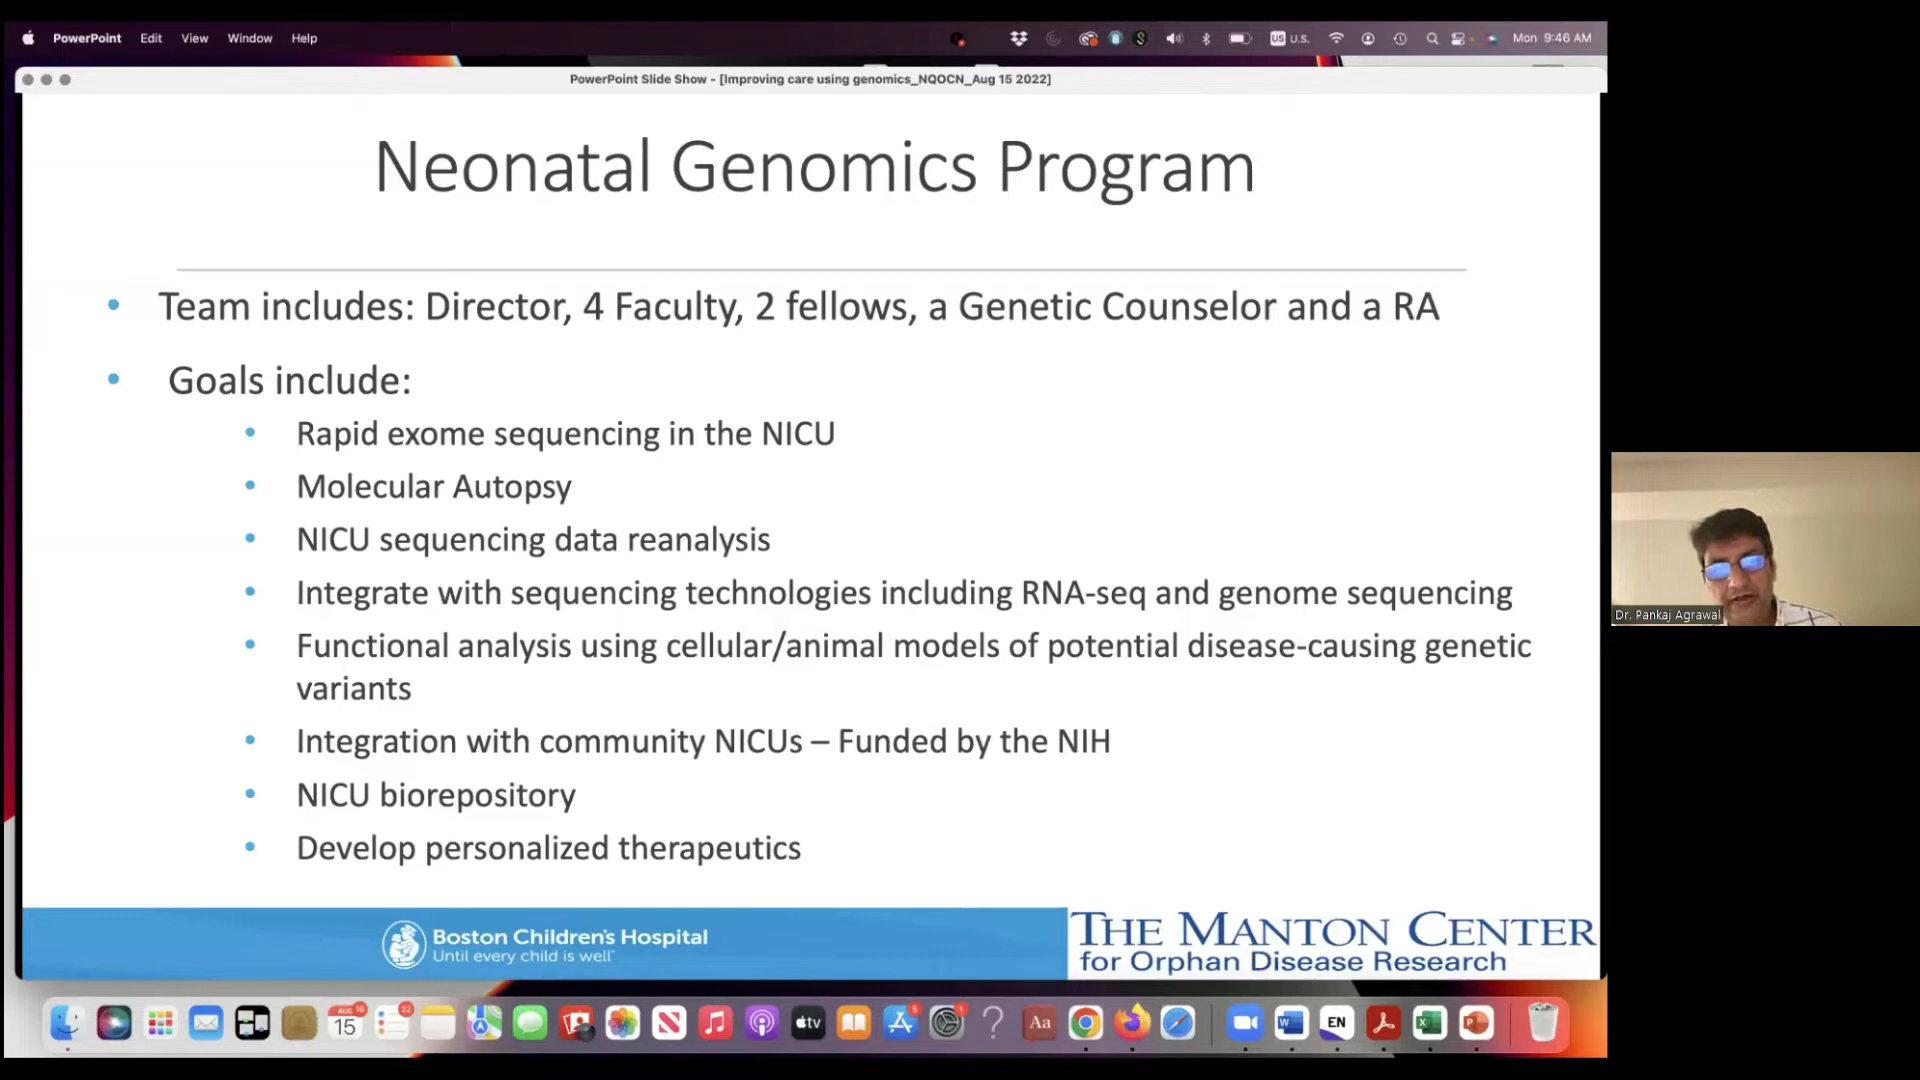 PowerPoint Edit View Window Help
US U.S. Mon 9:46 AM
PowerPoint Slide Show - [Improving care using genomics_NQOCN_Aug 15 2022]
Neonatal Genomics Program
• Team includes: Director, 4 Faculty, 2 fellows, a Genetic Counselor and a RA
• Goals include:
• Rapid exome sequencing in the NICU
• Molecular Autopsy
• NICU sequencing data reanalysis
• Integrate with sequencing technologies including RNA-seq and genome sequencing
• Functional analysis using cellular/animal models of potential disease-causing genetic
variants
• Integration with community NICUs – Funded by the NIH
• NICU biorepository
• Develop personalized therapeutics
Dr. Pankaj Agrawal
Boston Children's Hospital
Until every child is well
THE MANTON CENTER
for Orphan Disease Research
AUG
15
tv
Aa
EN